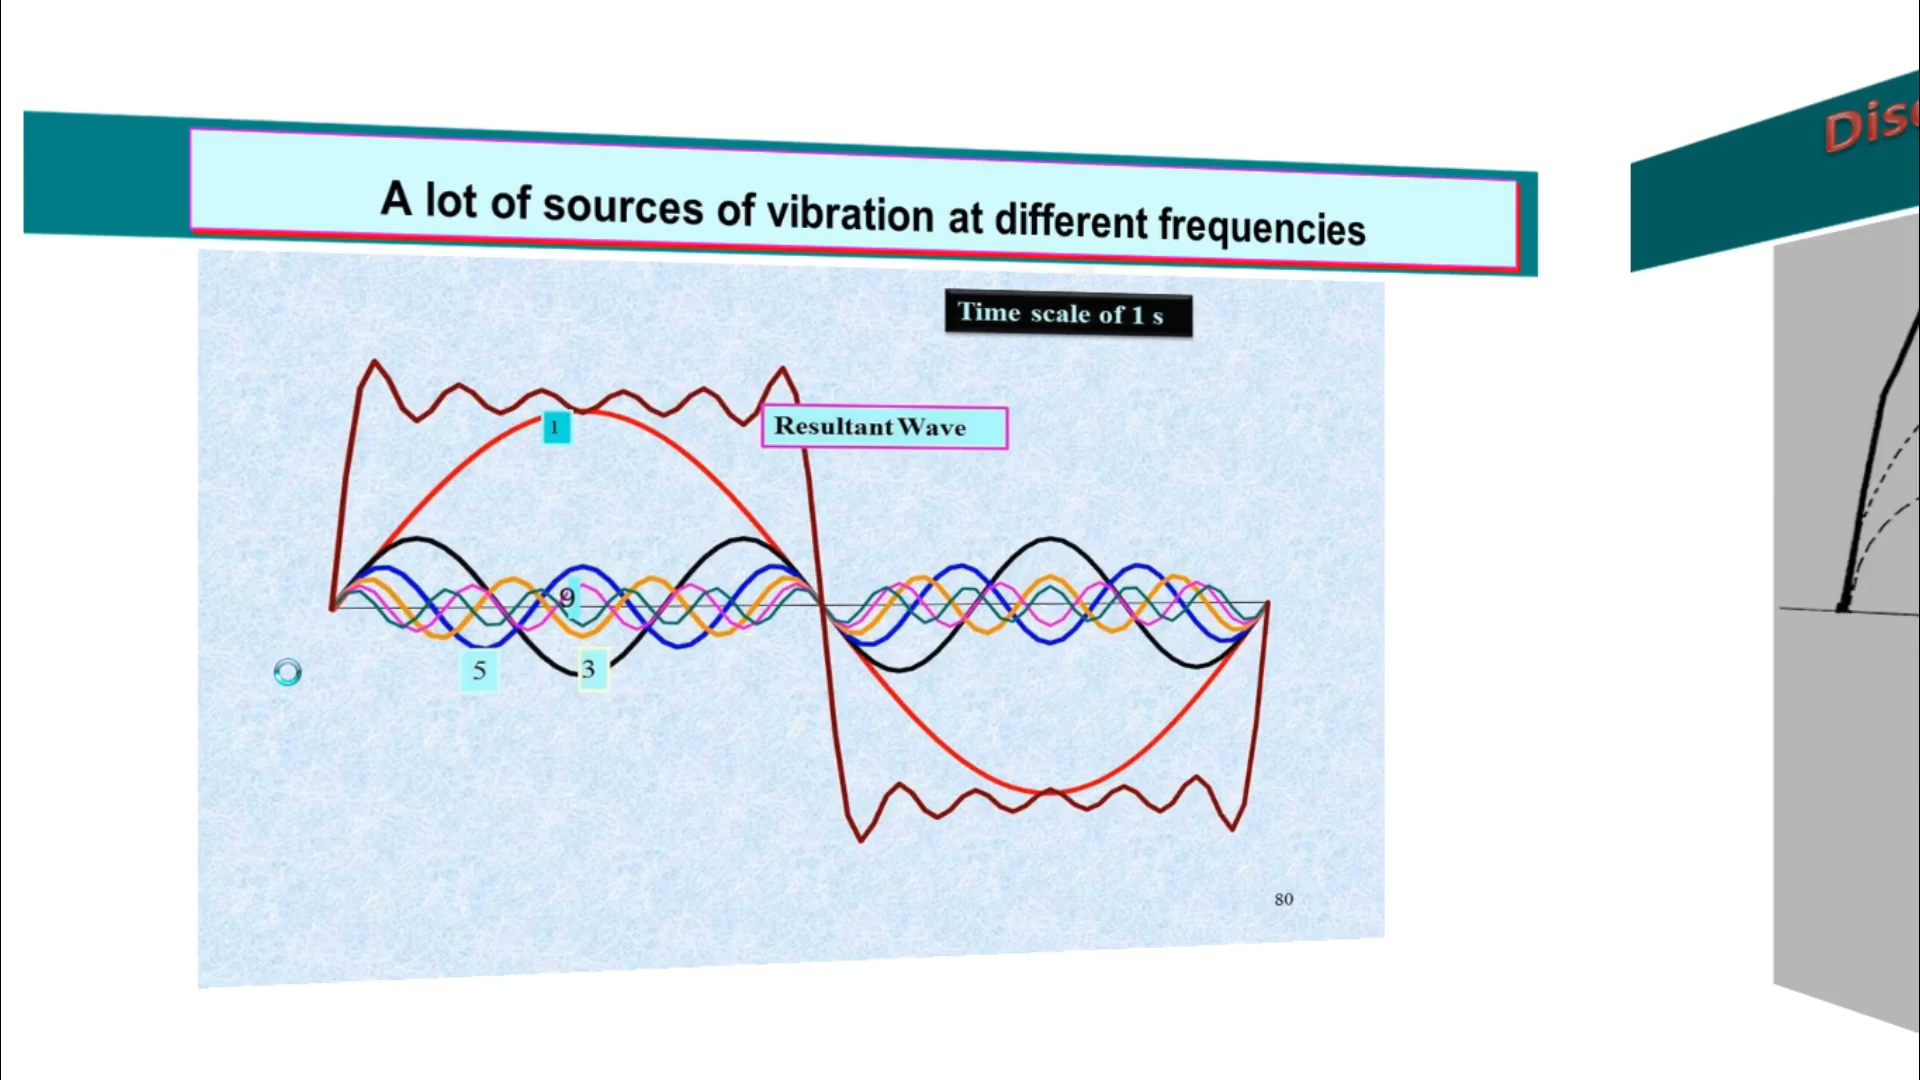 A lot of sources of vibration at different frequencies
Time scale of 1 s
1
Resultant Wave
9
5
3
80